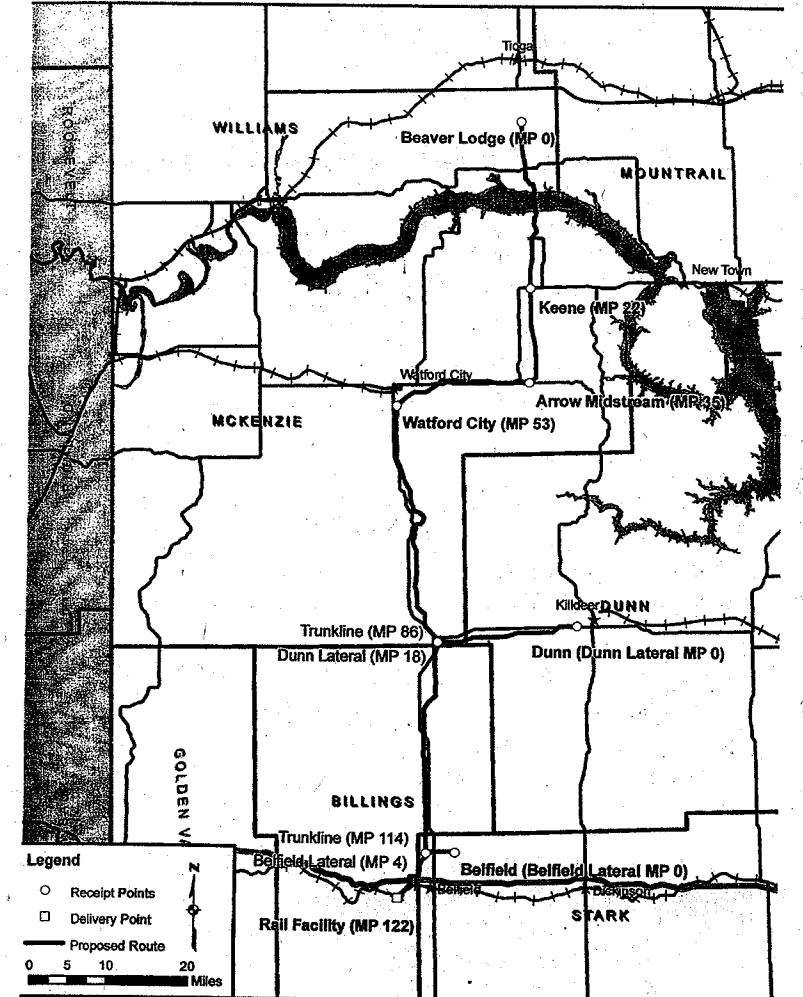 Tioga
WILLIAMS
Beaver Lodge (MP 0)
ROOSEVELT
MOUNTRAIL
New Town
Keene (MP 22)
Watford City
Arrow Midstream (MP 35)
MCKENZIE
Watford City (MP 53)
Killdeer
DUNN
Trunkline (MP 86)
Dunn Lateral (MP 18)
Dunn (Dunn Lateral MP 0)
GOLDEN VA
BILLINGS
Trunkline (MP 114)
Belfield Lateral (MP 4)
Belfield (Belfield Lateral MP 0)
Belfield
Dickinson
Rail Facility (MP 122)
STARK
Legend
N
Receipt Points
Delivery Point
Proposed Route
0 5 10 20
Miles